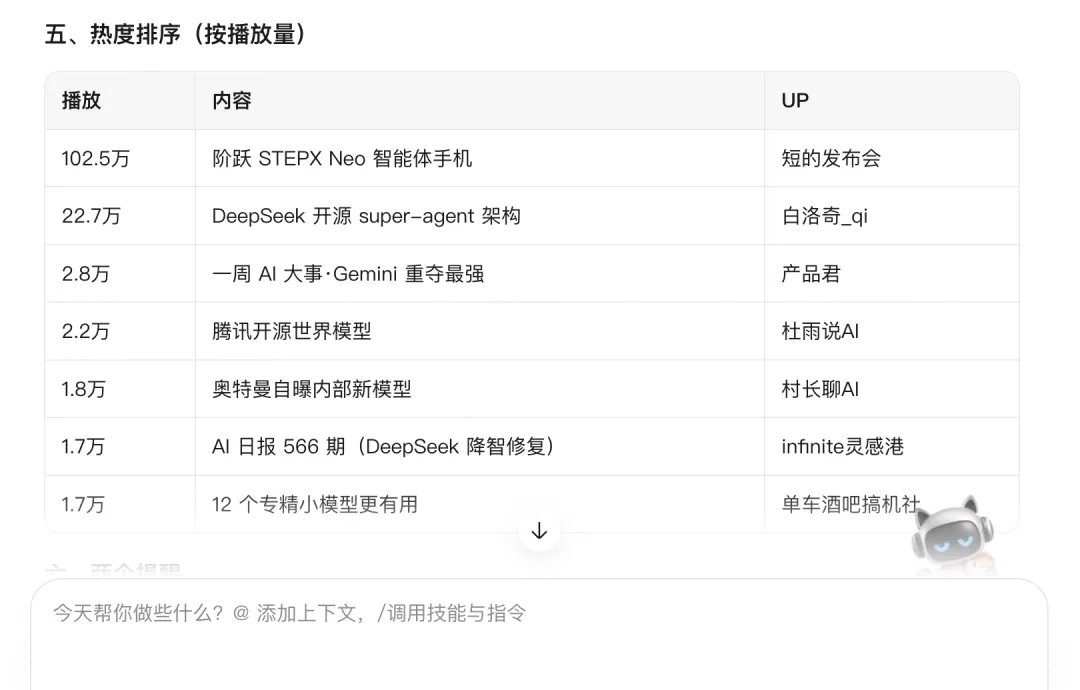 五、热度排序（按播放量）
播放 内容 UP
102.5万 阶跃 STEPX Neo 智能体手机 短的发布会
22.7万 DeepSeek 开源 super-agent 架构 白洛奇_qi
2.8万 一周 AI 大事·Gemini 重夺最强 产品君
2.2万 腾讯开源世界模型 杜雨说AI
1.8万 奥特曼自曝内部新模型 村长聊AI
1.7万 AI 日报 566 期（DeepSeek 降智修复） infinite灵感港
1.7万 12 个专精小模型更有用 单车酒吧搞机社
六、两个提醒
今天帮你做些什么？@ 添加上下文，/调用技能与指令